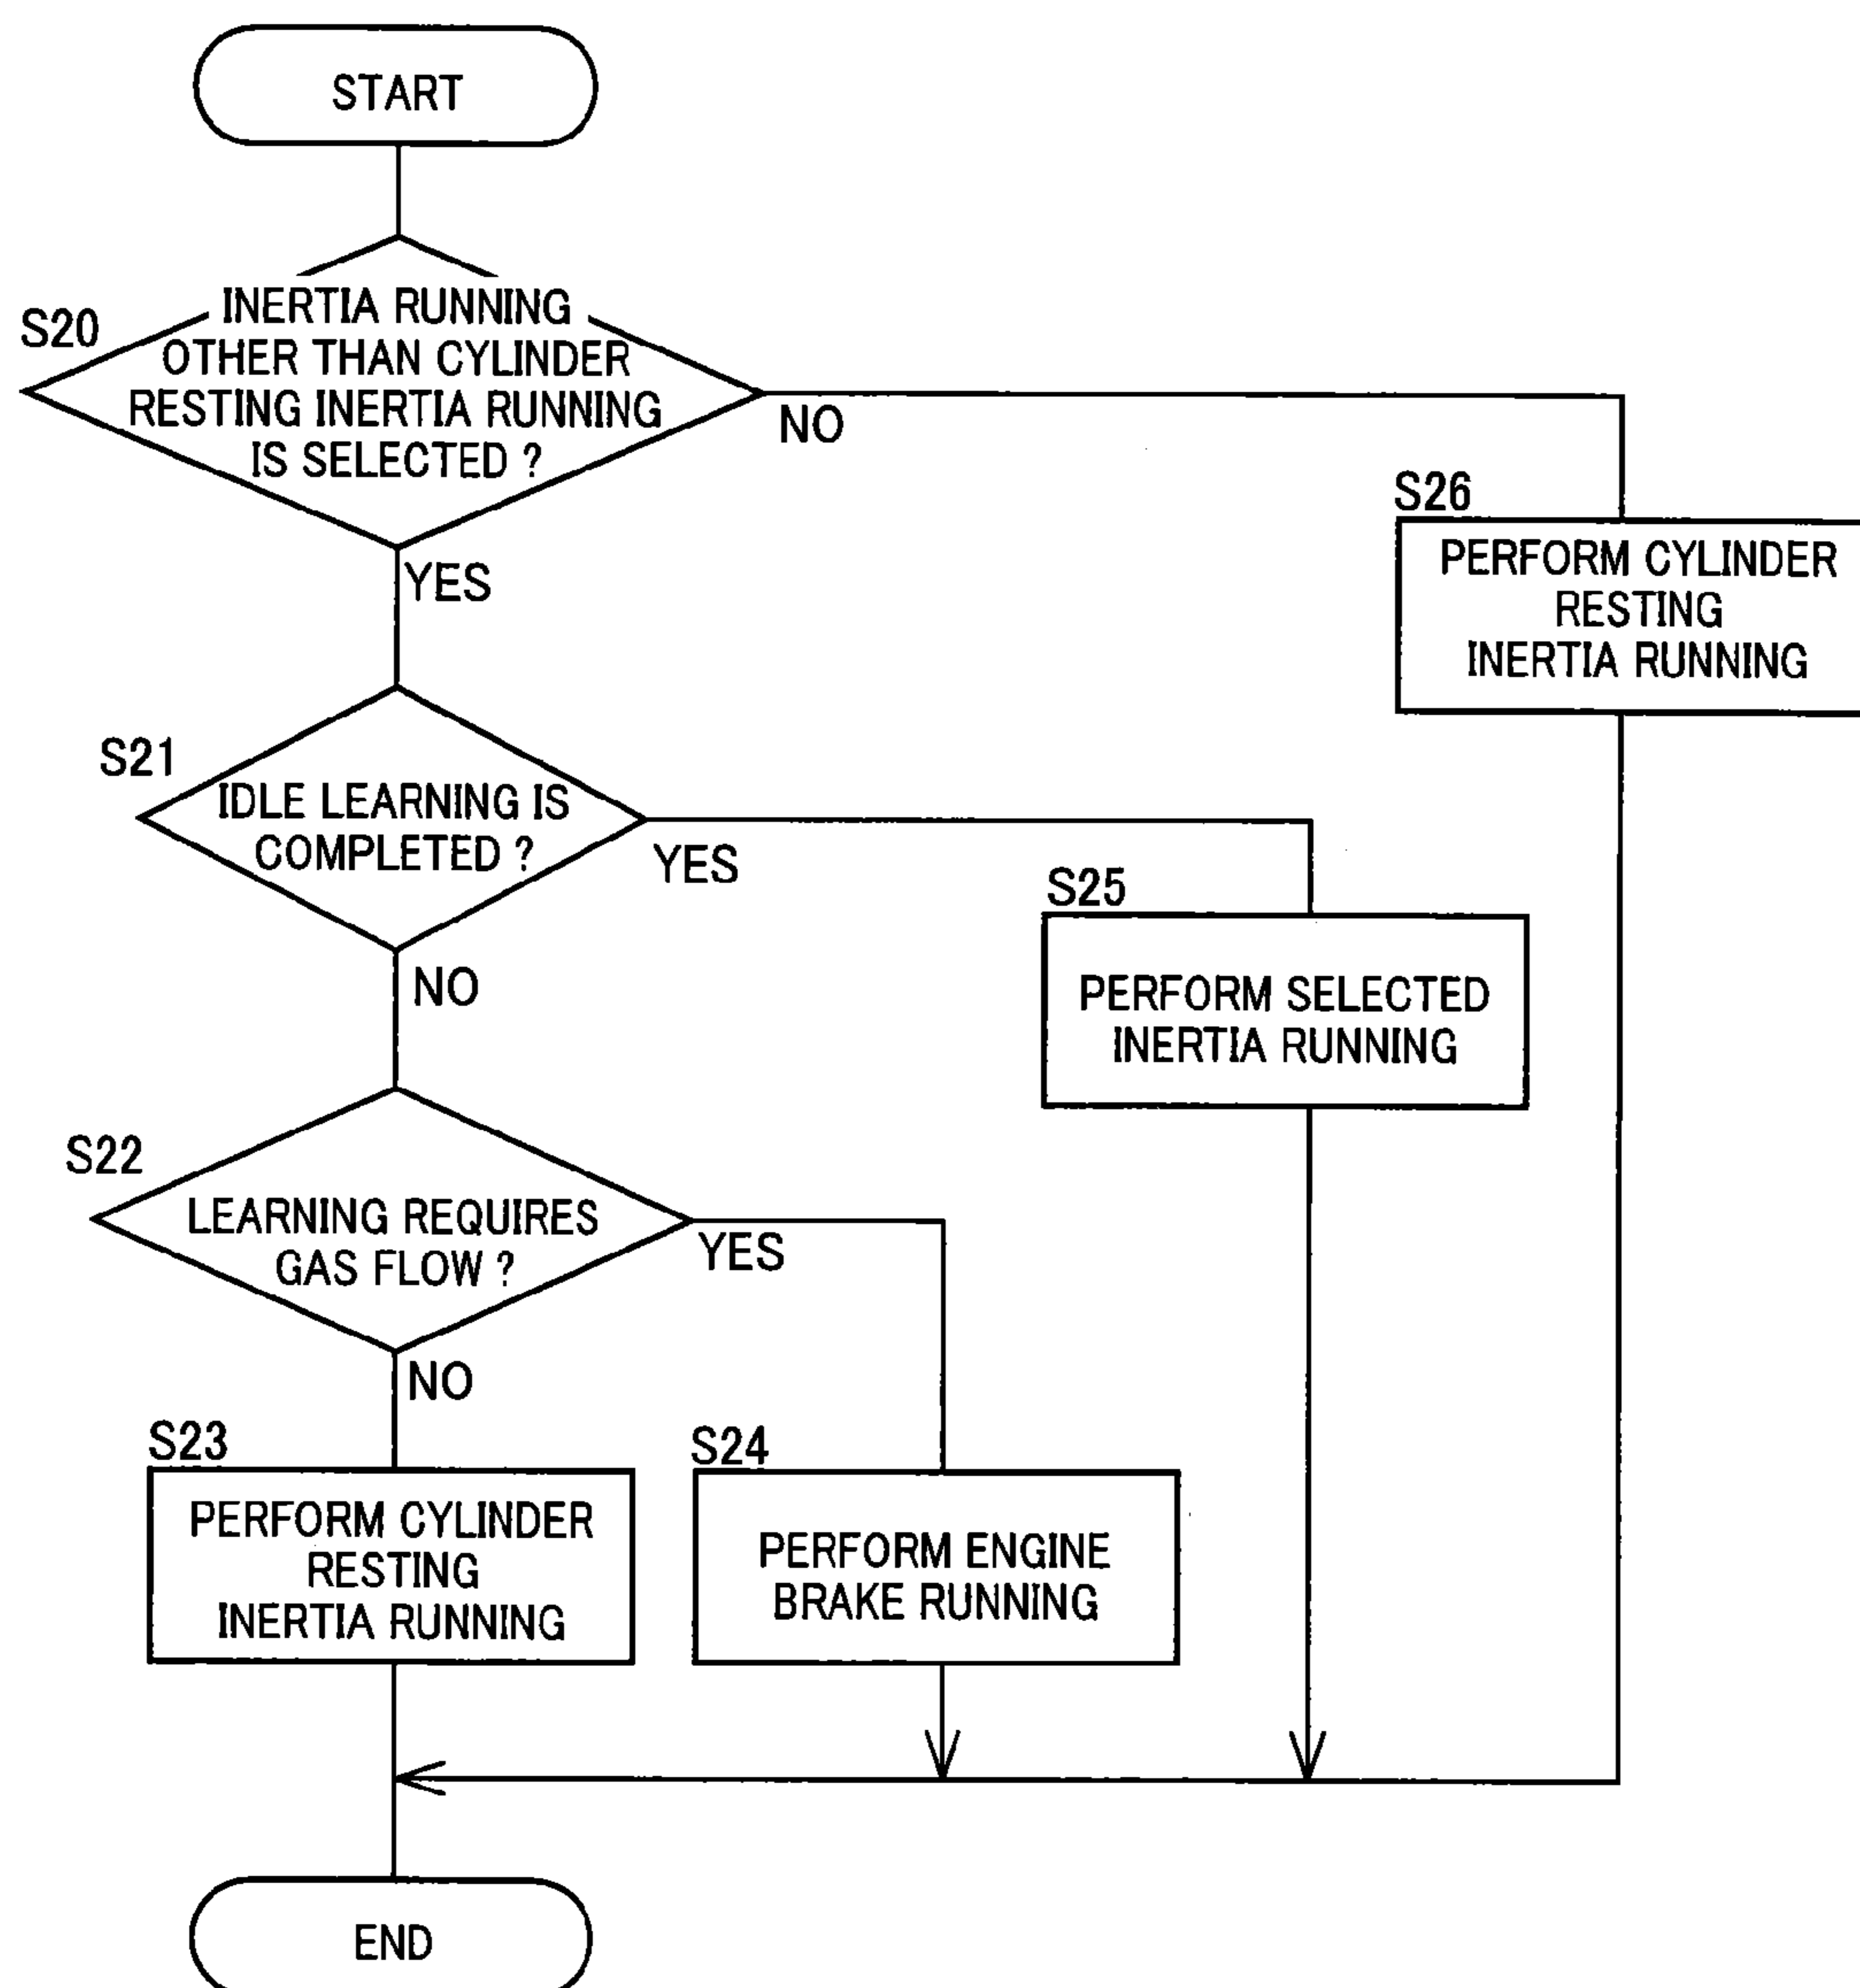 START
S20
INERTIA RUNNING
OTHER THAN CYLINDER
RESTING INERTIA RUNNING
IS SELECTED ?
NO
YES
S26
PERFORM CYLINDER
RESTING
INERTIA RUNNING
S21
IDLE LEARNING IS
COMPLETED ?
YES
NO
S25
PERFORM SELECTED
INERTIA RUNNING
S22
LEARNING REQUIRES
GAS FLOW ?
YES
NO
S23
PERFORM CYLINDER
RESTING
INERTIA RUNNING
S24
PERFORM ENGINE
BRAKE RUNNING
END